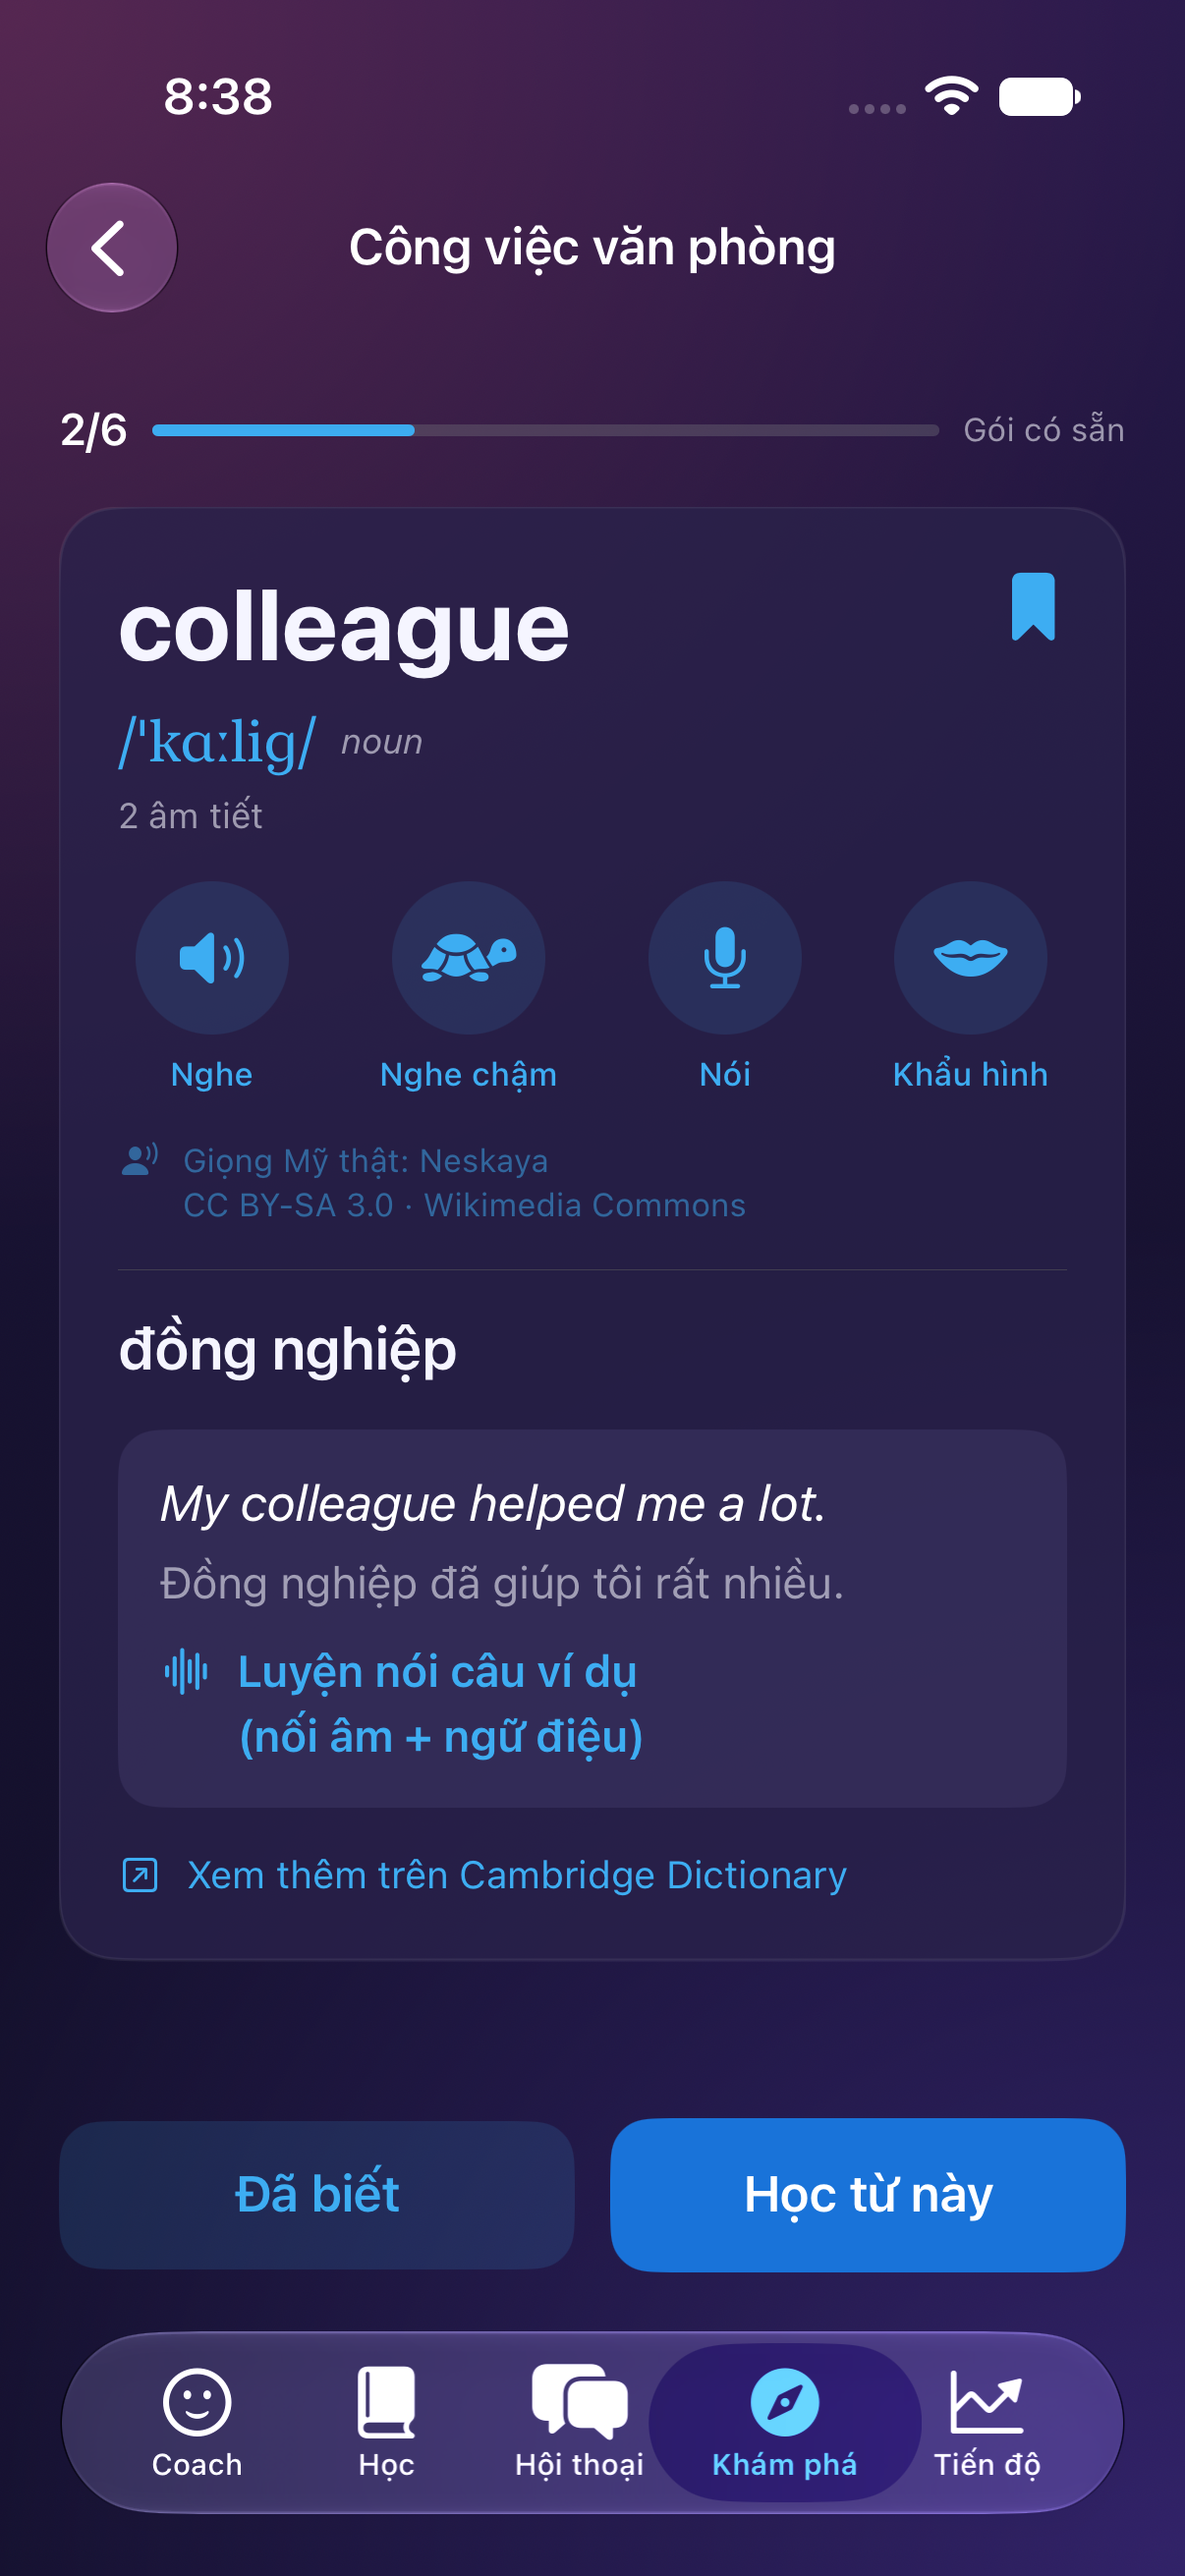 8:38
Công việc văn phòng
2/6
Gói có sẵn
colleague
/ˈkɑːliɡ/ noun
2 âm tiết
Nghe
Nghe chậm
Nói
Khẩu hình
Giọng Mỹ thật: Neskaya
CC BY-SA 3.0 · Wikimedia Commons
đồng nghiệp
My colleague helped me a lot.
Đồng nghiệp đã giúp tôi rất nhiều.
Luyện nói câu ví dụ
(nối âm + ngữ điệu)
Xem thêm trên Cambridge Dictionary
Đã biết
Học từ này
Coach
Học
Hội thoại
Khám phá
Tiến độ